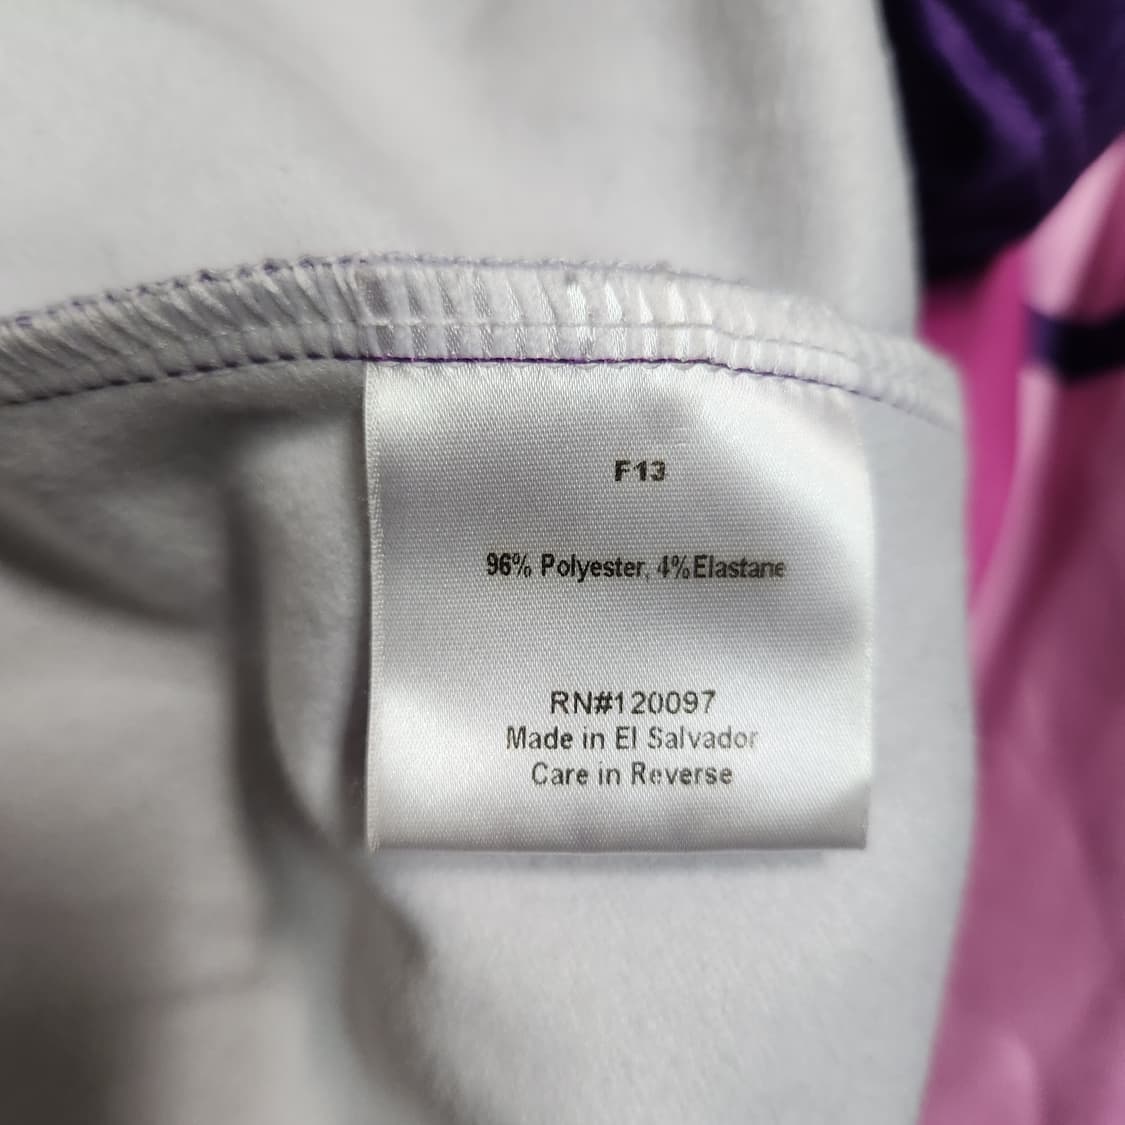 F13
96% Polyester, 4% Elastane
RN#120097
Made in El Salvador
Care in Reverse